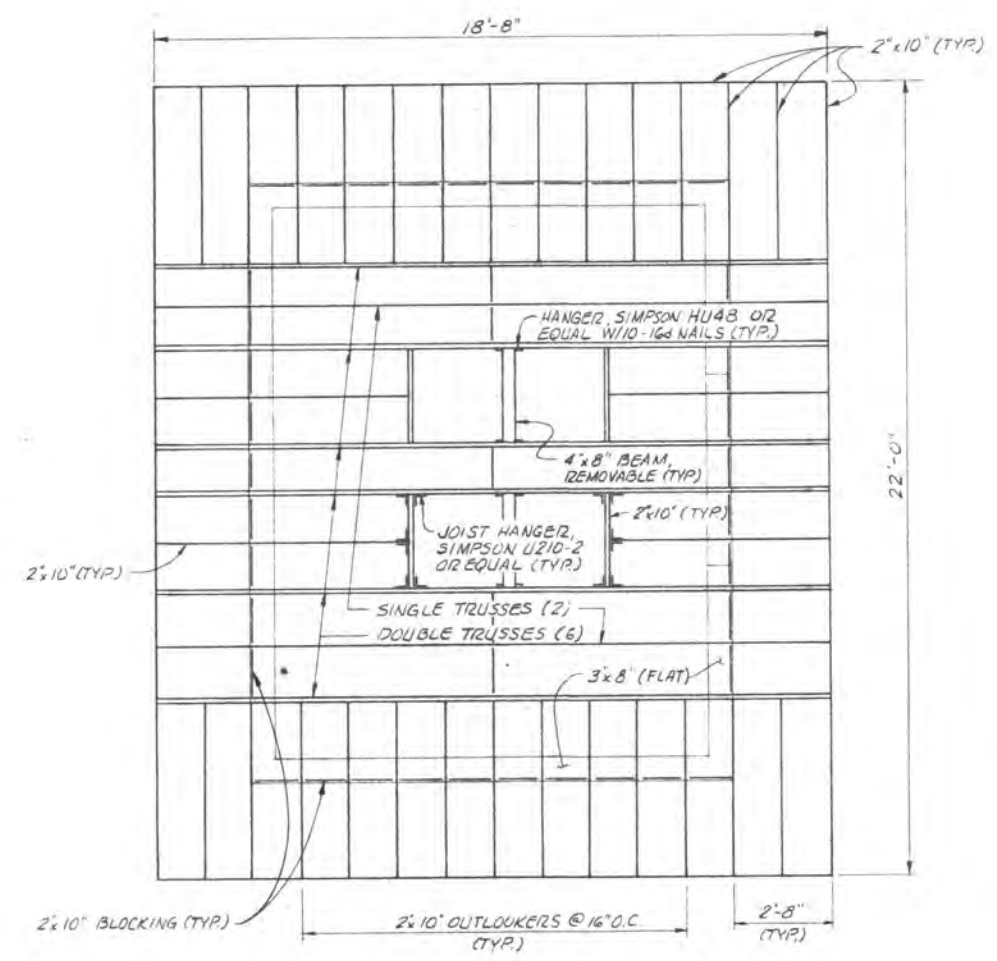 18'-8"
2"x10" (TYP.)
HANGER, SIMPSON HU48 OR
EQUAL W/10-16d NAILS (TYP.)
4"x8" BEAM,
REMOVABLE (TYP)
22'-0"
JOIST HANGER,
SIMPSON U210-2
OR EQUAL (TYP.)
2"x10" (TYP.)
2"x10" (TYP.)
SINGLE TRUSSES (2)
DOUBLE TRUSSES (6)
3"x8" (FLAT)
2"x10" BLOCKING (TYP.)
2"x10" OUTLOOKERS @ 16" O.C.
(TYP.)
2'-8"
(TYP.)